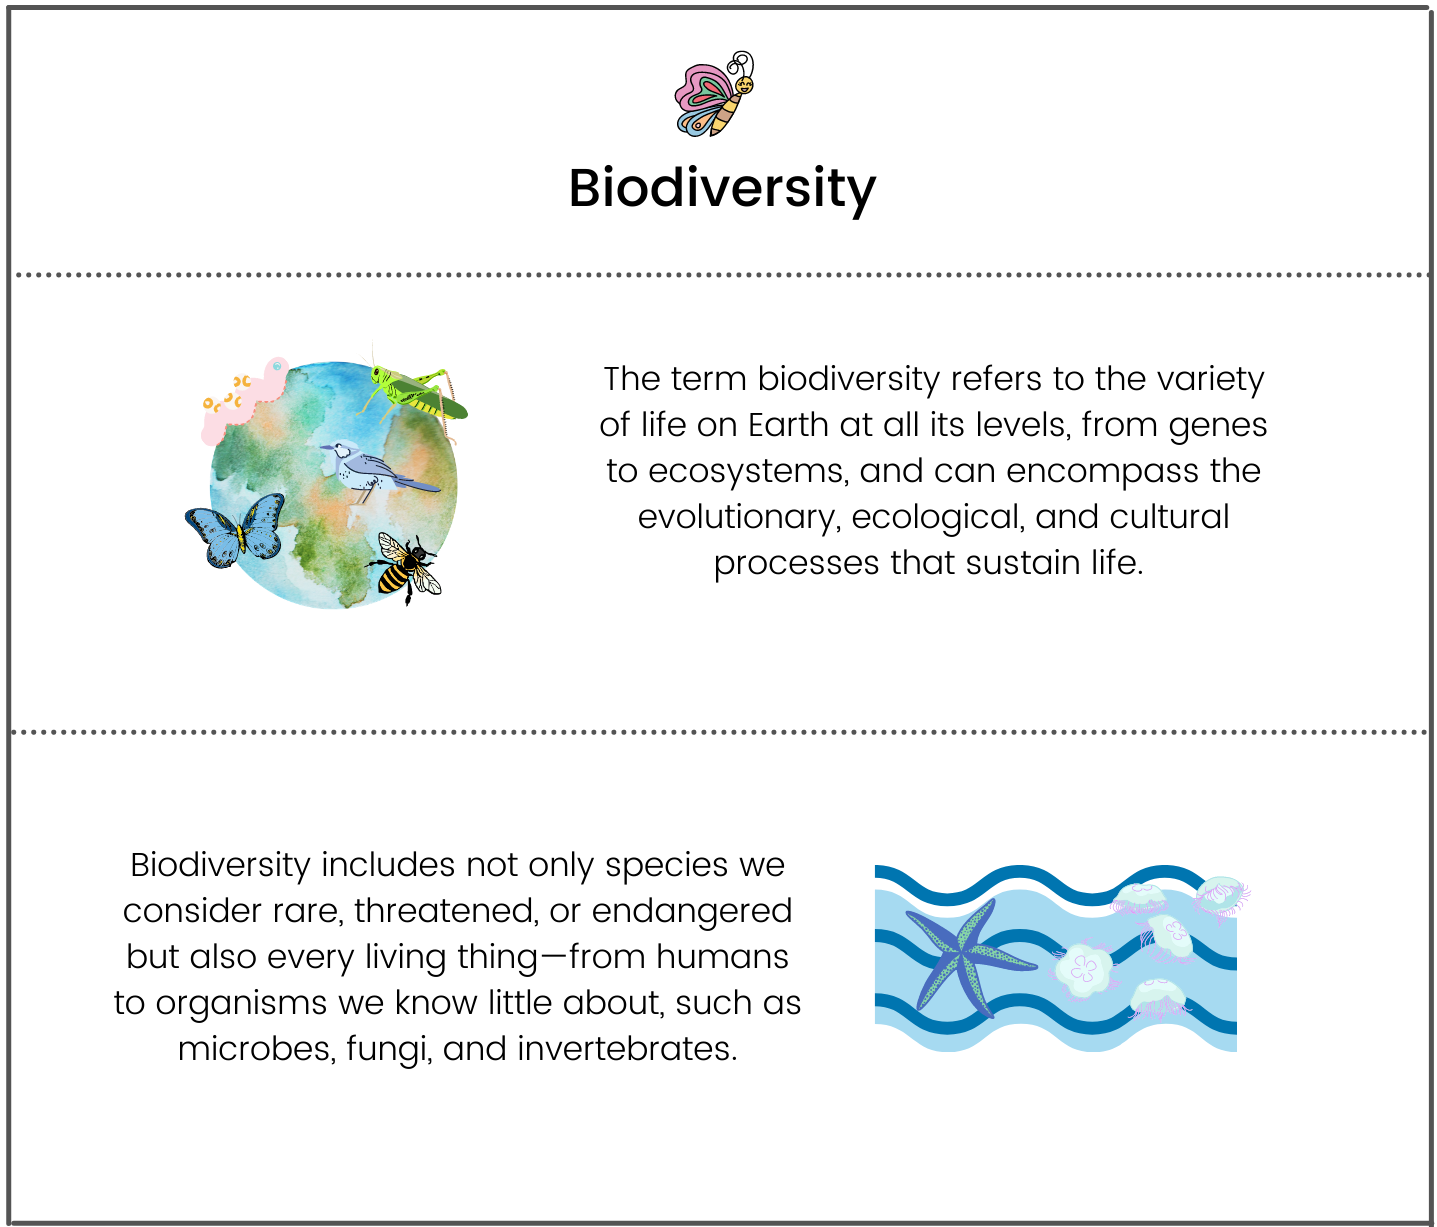 Biodiversity
The term biodiversity refers to the variety
of life on Earth at all its levels, from genes
to ecosystems, and can encompass the
evolutionary, ecological, and cultural
processes that sustain life.
Biodiversity includes not only species we
consider rare, threatened, or endangered
but also every living thing—from humans
to organisms we know little about, such as
microbes, fungi, and invertebrates.